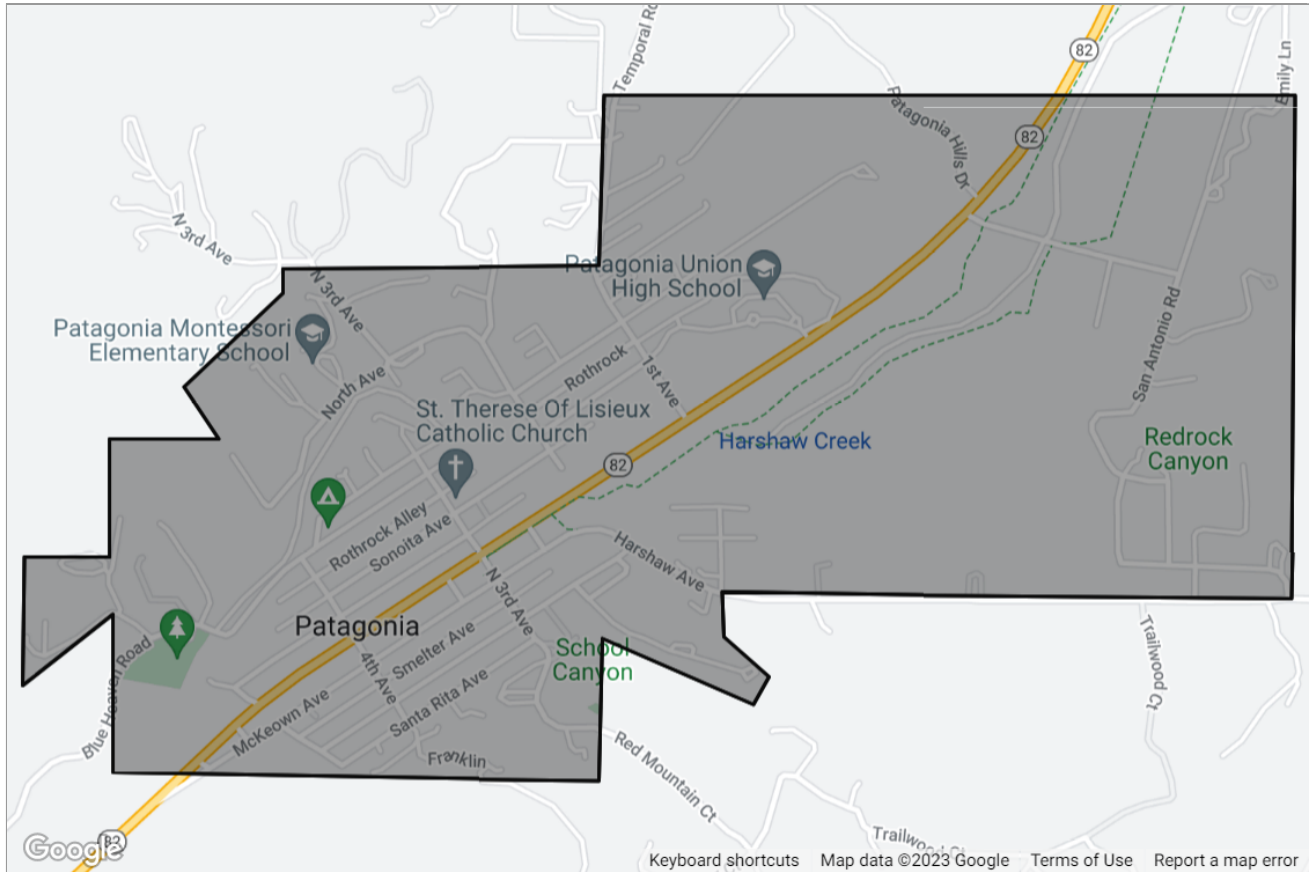 Temporal Ro
82
Emily Ln
Patagonia Hills Dr
82
N 3rd Ave
N 3rd Ave
Patagonia Union
High School
Patagonia Montessori
Elementary School
San Antonio Rd
Rothrock
1st Ave
North Ave
St. Therese Of Lisieux
Catholic Church
Harshaw Creek
Redrock
Canyon
82
Rothrock Alley
Sonoita Ave
Harshaw Ave
N 3rd Ave
Patagonia
Smelter Ave
School
Canyon
Blue Heaven Road
4th Ave
Santa Rita Ave
McKeown Ave
Trailwood Ct
Franklin
Red Mountain Ct
82
Google
Trailwood Ct
Keyboard shortcuts Map data ©2023 Google Terms of Use Report a map error